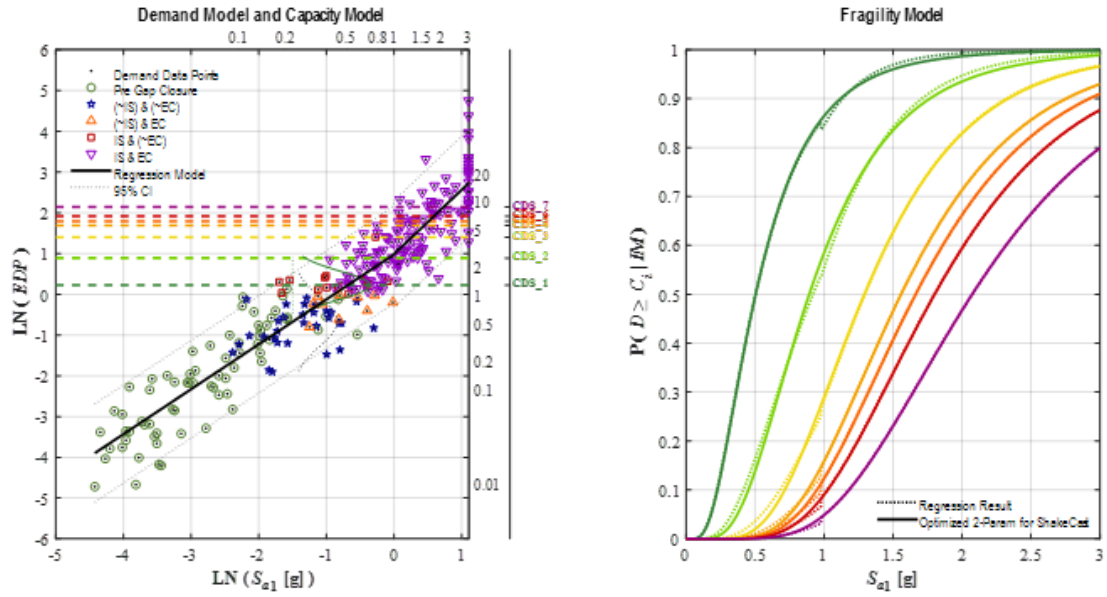 Demand Model and Capacity Model
0.1 0.2 0.5 0.8 1 1.5 2 3
6
5
4
3
2
1
0
-1
-2
-3
-4
-5
-6
LN ( EDP )
Demand Data Points
Pre Gap Closure
(~IS) & (~EC)
(~IS) & EC
IS & (~EC)
IS & EC
Regression Model
95% CI
20
10
5
2
1
0.5
0.2
0.1
0.01
CDS_7
CDS_2
CDS_1
-5 -4 -3 -2 -1 0 1
LN ( Sa1 [g] )
Fragility Model
1
0.9
0.8
0.7
0.6
0.5
0.4
0.3
0.2
0.1
0
P( D ≥ Ci | IM )
Regression Result
Optimized 2-Param for ShakeCast
0 0.5 1 1.5 2 2.5 3
Sa1 [g]